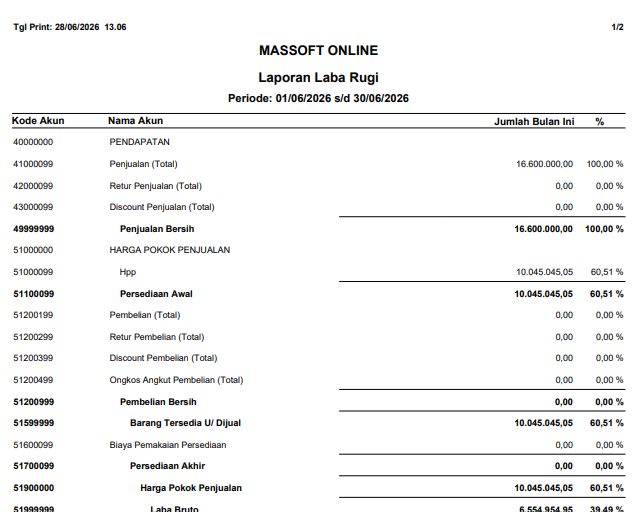 Tgl Print: 28/06/2026 13.06 1/2
MASSOFT ONLINE
Laporan Laba Rugi
Periode: 01/06/2026 s/d 30/06/2026
Kode Akun Nama Akun Jumlah Bulan Ini %
40000000 PENDAPATAN
41000099 Penjualan (Total) 16.600.000,00 100,00 %
42000099 Retur Penjualan (Total) 0,00 0,00 %
43000099 Discount Penjualan (Total) 0,00 0,00 %
49999999 Penjualan Bersih 16.600.000,00 100,00 %
51000000 HARGA POKOK PENJUALAN
51000099 Hpp 10.045.045,05 60,51 %
51100099 Persediaan Awal 10.045.045,05 60,51 %
51200199 Pembelian (Total) 0,00 0,00 %
51200299 Retur Pembelian (Total) 0,00 0,00 %
51200399 Discount Pembelian (Total) 0,00 0,00 %
51200499 Ongkos Angkut Pembelian (Total) 0,00 0,00 %
51200999 Pembelian Bersih 0,00 0,00 %
51599999 Barang Tersedia U/ Dijual 10.045.045,05 60,51 %
51600099 Biaya Pemakaian Persediaan 0,00 0,00 %
51700099 Persediaan Akhir 0,00 0,00 %
51900000 Harga Pokok Penjualan 10.045.045,05 60,51 %
51999999 Laba Bruto 6.554.954,95 39,49 %